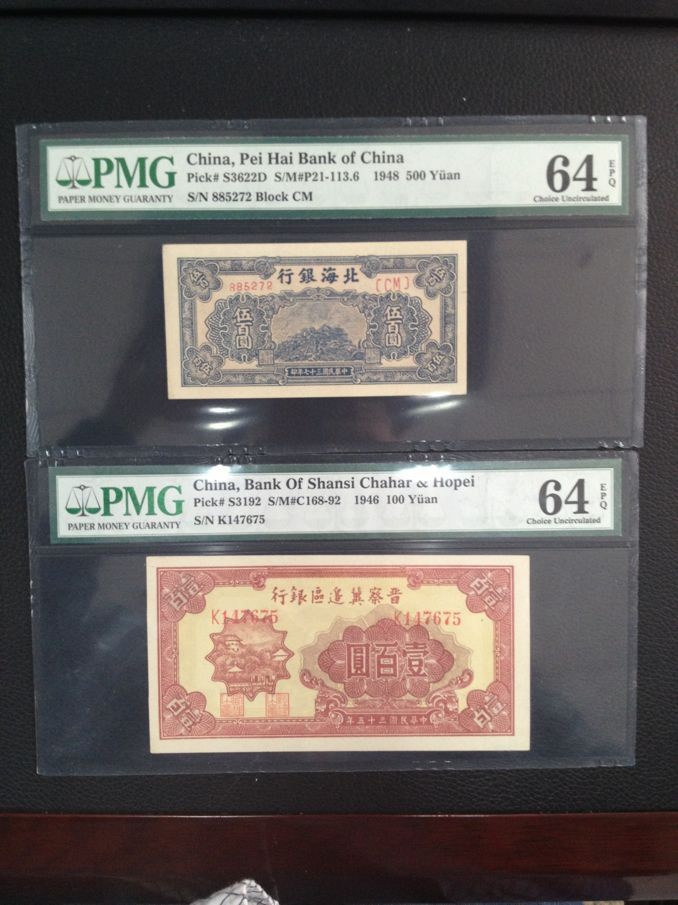 PMG
PAPER MONEY GUARANTY
China, Pei Hai Bank of China
Pick# S3622D S/M#P21-113.6 1948 500 Yüan
S/N 885272 Block CM
64 EPQ
Choice Uncirculated
行銀海北
885272 (CM)
伍百圓 伍百圓
印年七十三國民華中
PMG
PAPER MONEY GUARANTY
China, Bank Of Shansi Chahar & Hopei
Pick# S3192 S/M#C168-92 1946 100 Yüan
S/N K147675
64 EPQ
Choice Uncirculated
行銀區邊冀察晋
K147675 K147675
圓百壹
年五十三國民華中